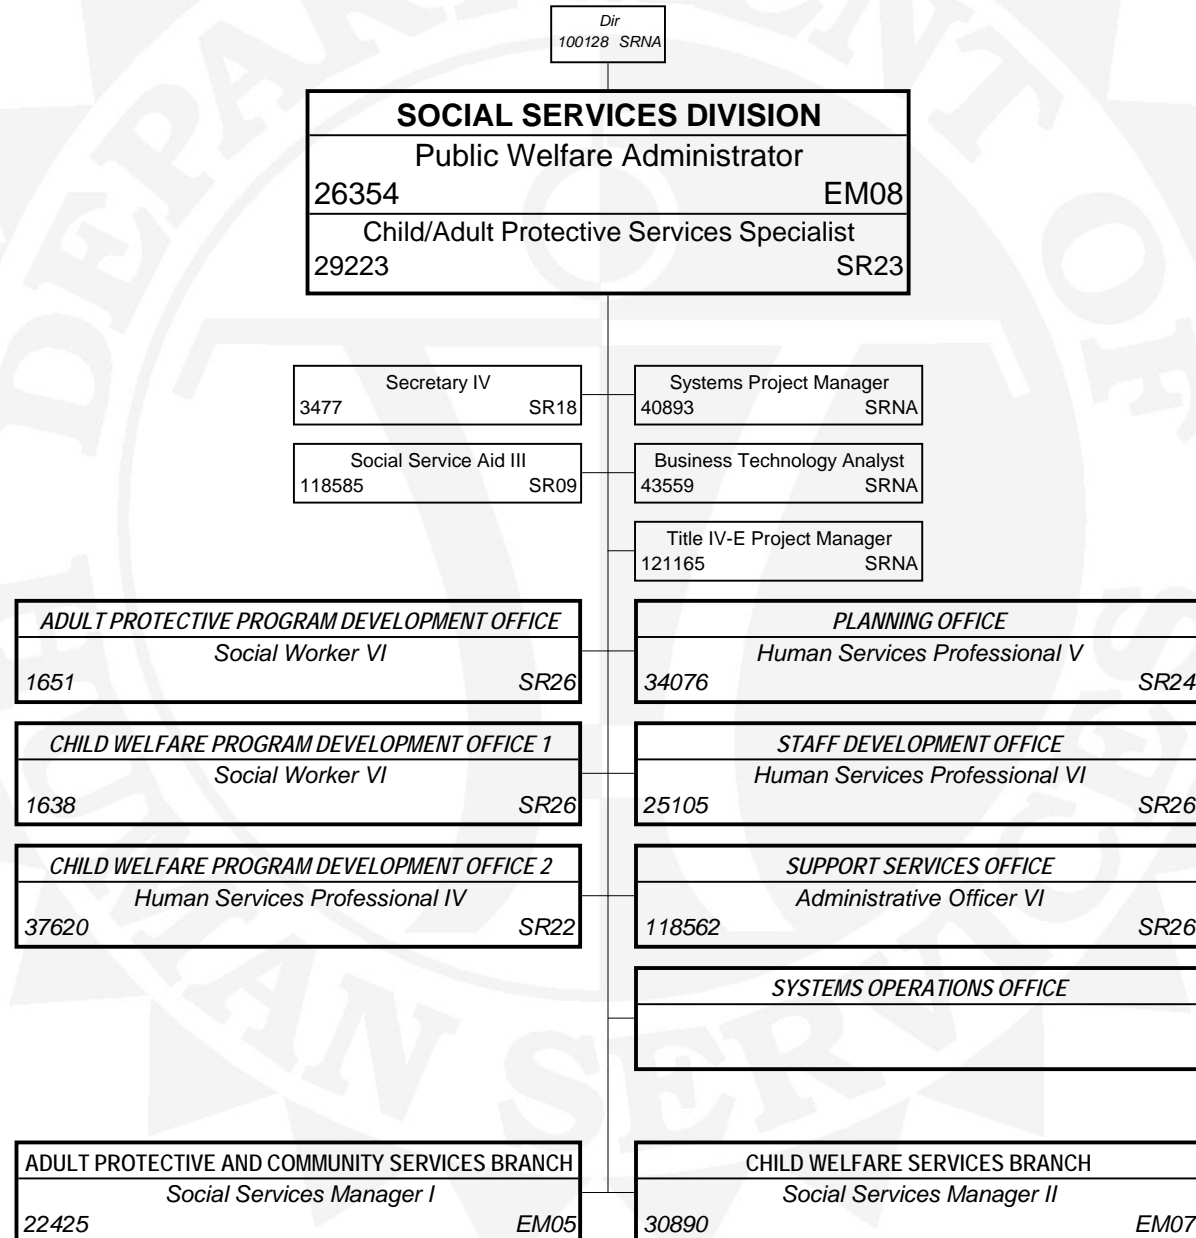 Dir
100128 SRNA
SOCIAL SERVICES DIVISION
Public Welfare Administrator
26354 EM08
Child/Adult Protective Services Specialist
29223 SR23
Secretary IV
3477 SR18
Systems Project Manager
40893 SRNA
Social Service Aid III
118585 SR09
Business Technology Analyst
43559 SRNA
Title IV-E Project Manager
121165 SRNA
ADULT PROTECTIVE PROGRAM DEVELOPMENT OFFICE
Social Worker VI
1651 SR26
PLANNING OFFICE
Human Services Professional V
34076 SR24
CHILD WELFARE PROGRAM DEVELOPMENT OFFICE 1
Social Worker VI
1638 SR26
STAFF DEVELOPMENT OFFICE
Human Services Professional VI
25105 SR26
CHILD WELFARE PROGRAM DEVELOPMENT OFFICE 2
Human Services Professional IV
37620 SR22
SUPPORT SERVICES OFFICE
Administrative Officer VI
118562 SR26
SYSTEMS OPERATIONS OFFICE
ADULT PROTECTIVE AND COMMUNITY SERVICES BRANCH
Social Services Manager I
22425 EM05
CHILD WELFARE SERVICES BRANCH
Social Services Manager II
30890 EM07
DEPARTMENT OF
HUMAN SERVICES